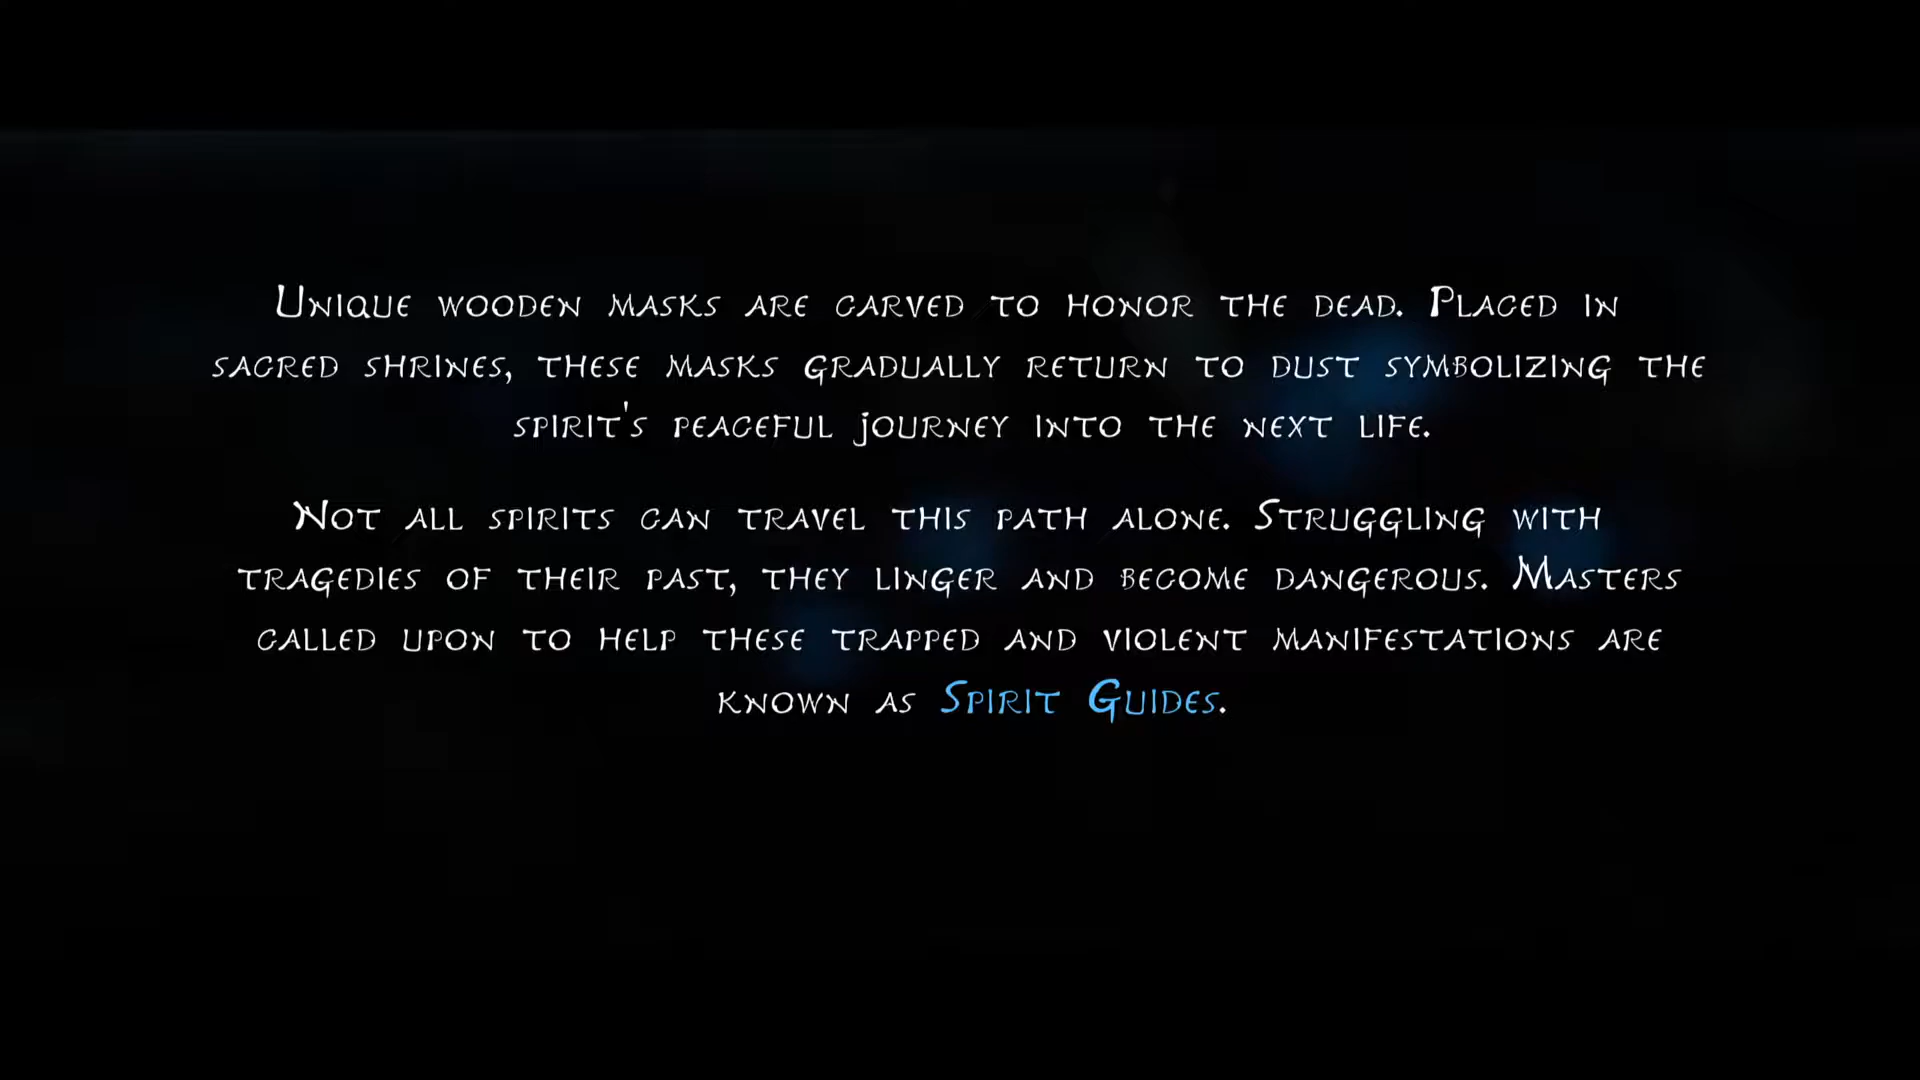 Unique wooden masks are carved to honor the dead. Placed in
sacred shrines, these masks gradually return to dust symbolizing the
spirit's peaceful journey into the next life.
Not all spirits can travel this path alone. Struggling with
tragedies of their past, they linger and become dangerous. Masters
called upon to help these trapped and violent manifestations are
known as Spirit Guides.